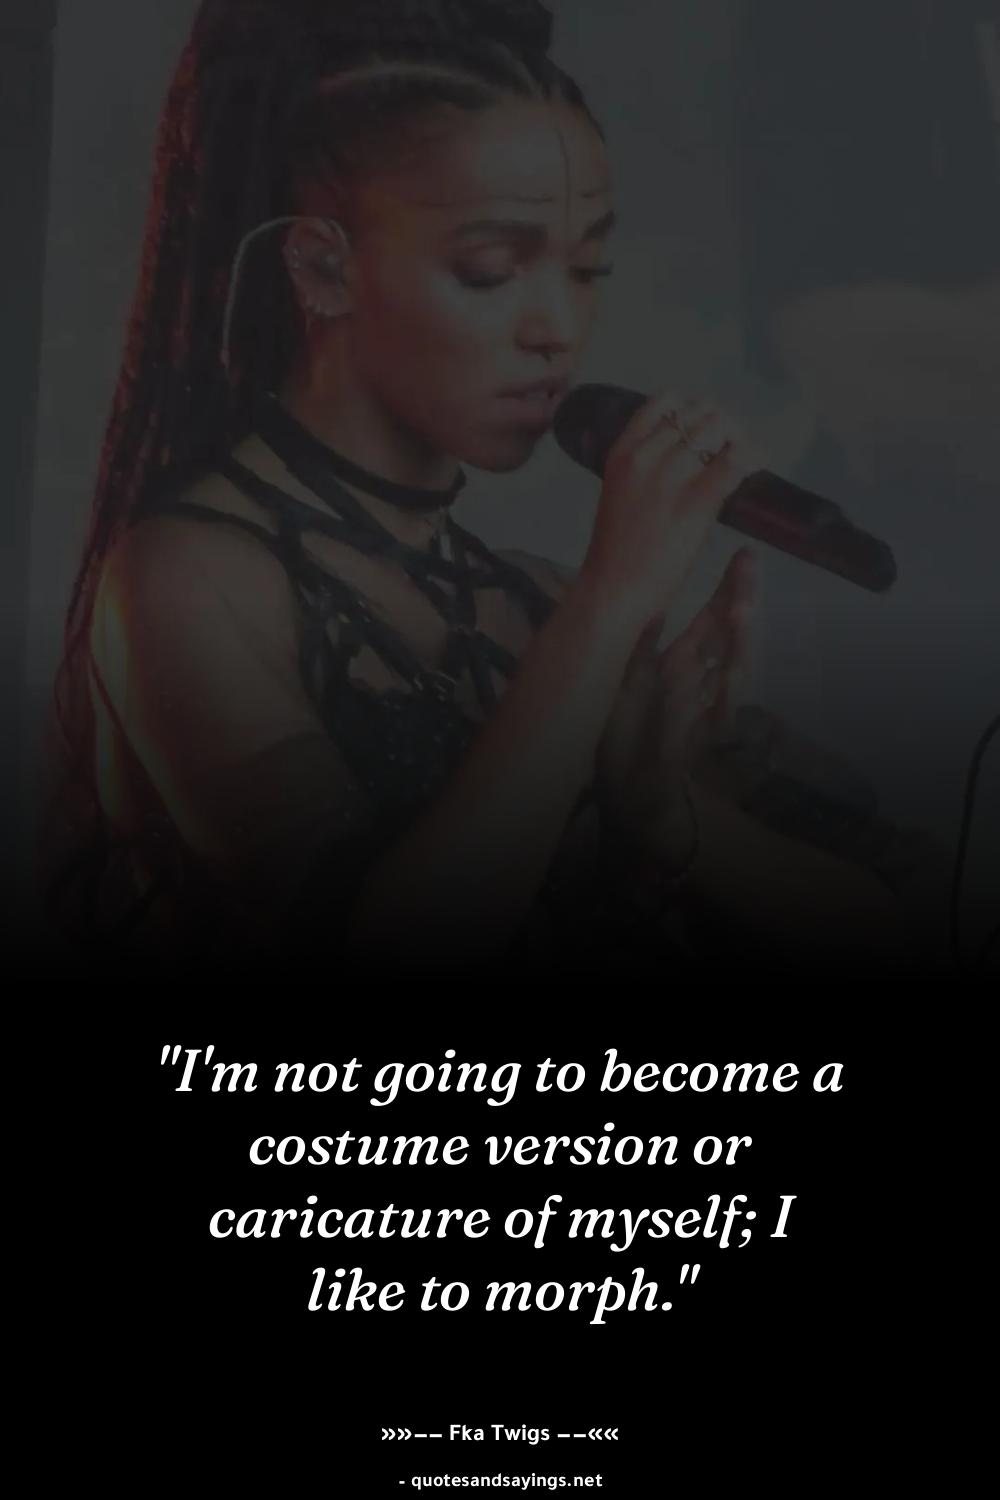 "I'm not going to become a
costume version or
caricature of myself; I
like to morph."
»»–– Fka Twigs ––««
- quotesandsayings.net